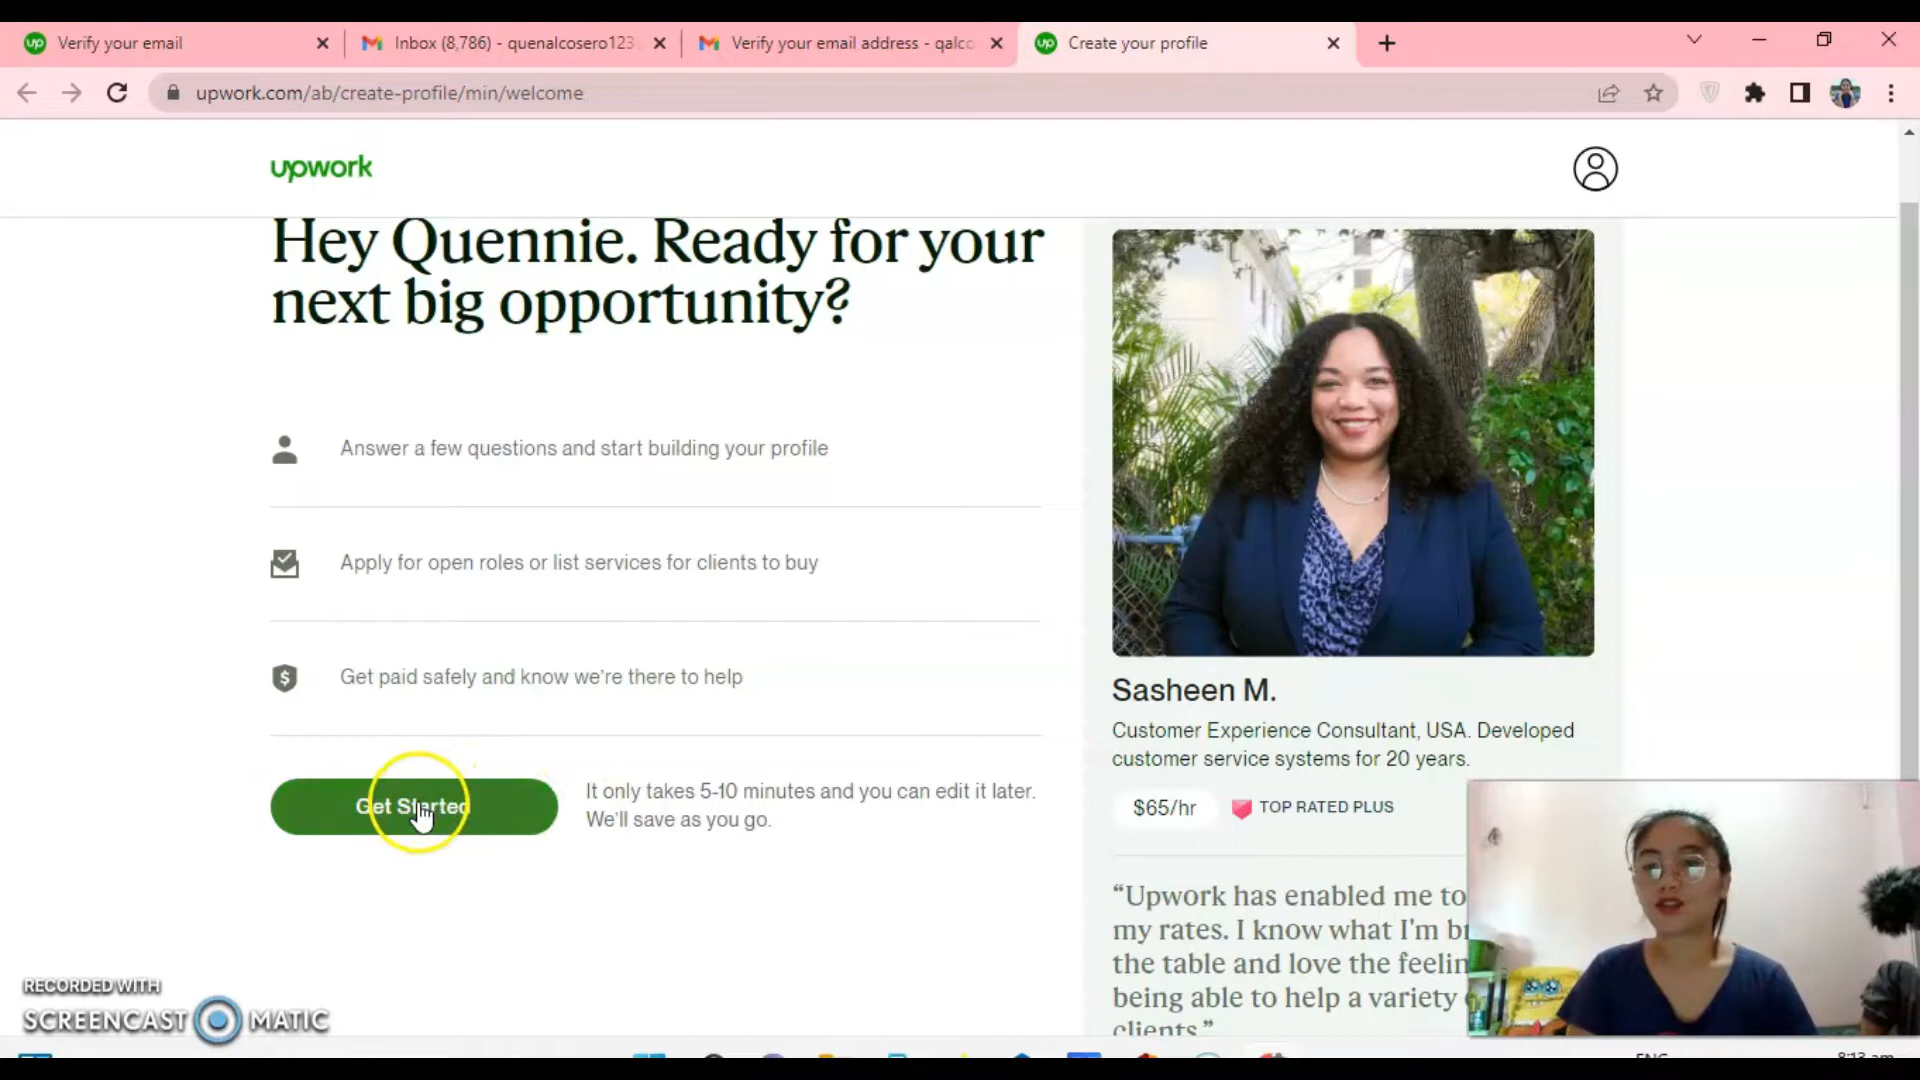 Verify your email
Inbox (8,786) - quenalcosero123
Verify your email address - qalco
Create your profile
upwork.com/ab/create-profile/min/welcome
upwork
Hey Quennie. Ready for your
next big opportunity?
Answer a few questions and start building your profile
Apply for open roles or list services for clients to buy
Get paid safely and know we're there to help
Get Started
It only takes 5-10 minutes and you can edit it later.
We'll save as you go.
Sasheen M.
Customer Experience Consultant, USA. Developed
customer service systems for 20 years.
$65/hr
TOP RATED PLUS
“Upwork has enabled me to
my rates. I know what I'm b
the table and love the feelin
being able to help a variety
clients.”
RECORDED WITH
SCREENCAST MATIC
ENG
8:13 am